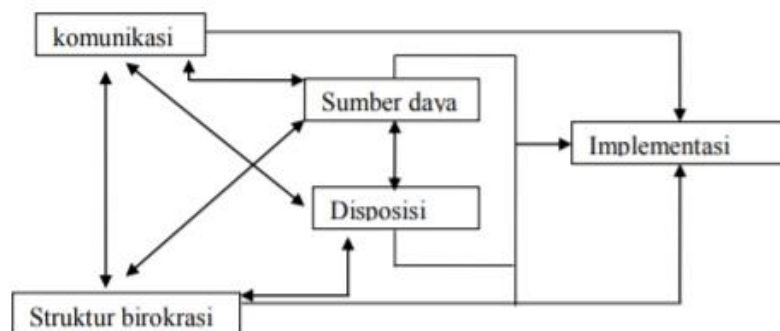 komunikasi
Sumber daya
Implementasi
Disposisi
Struktur birokrasi